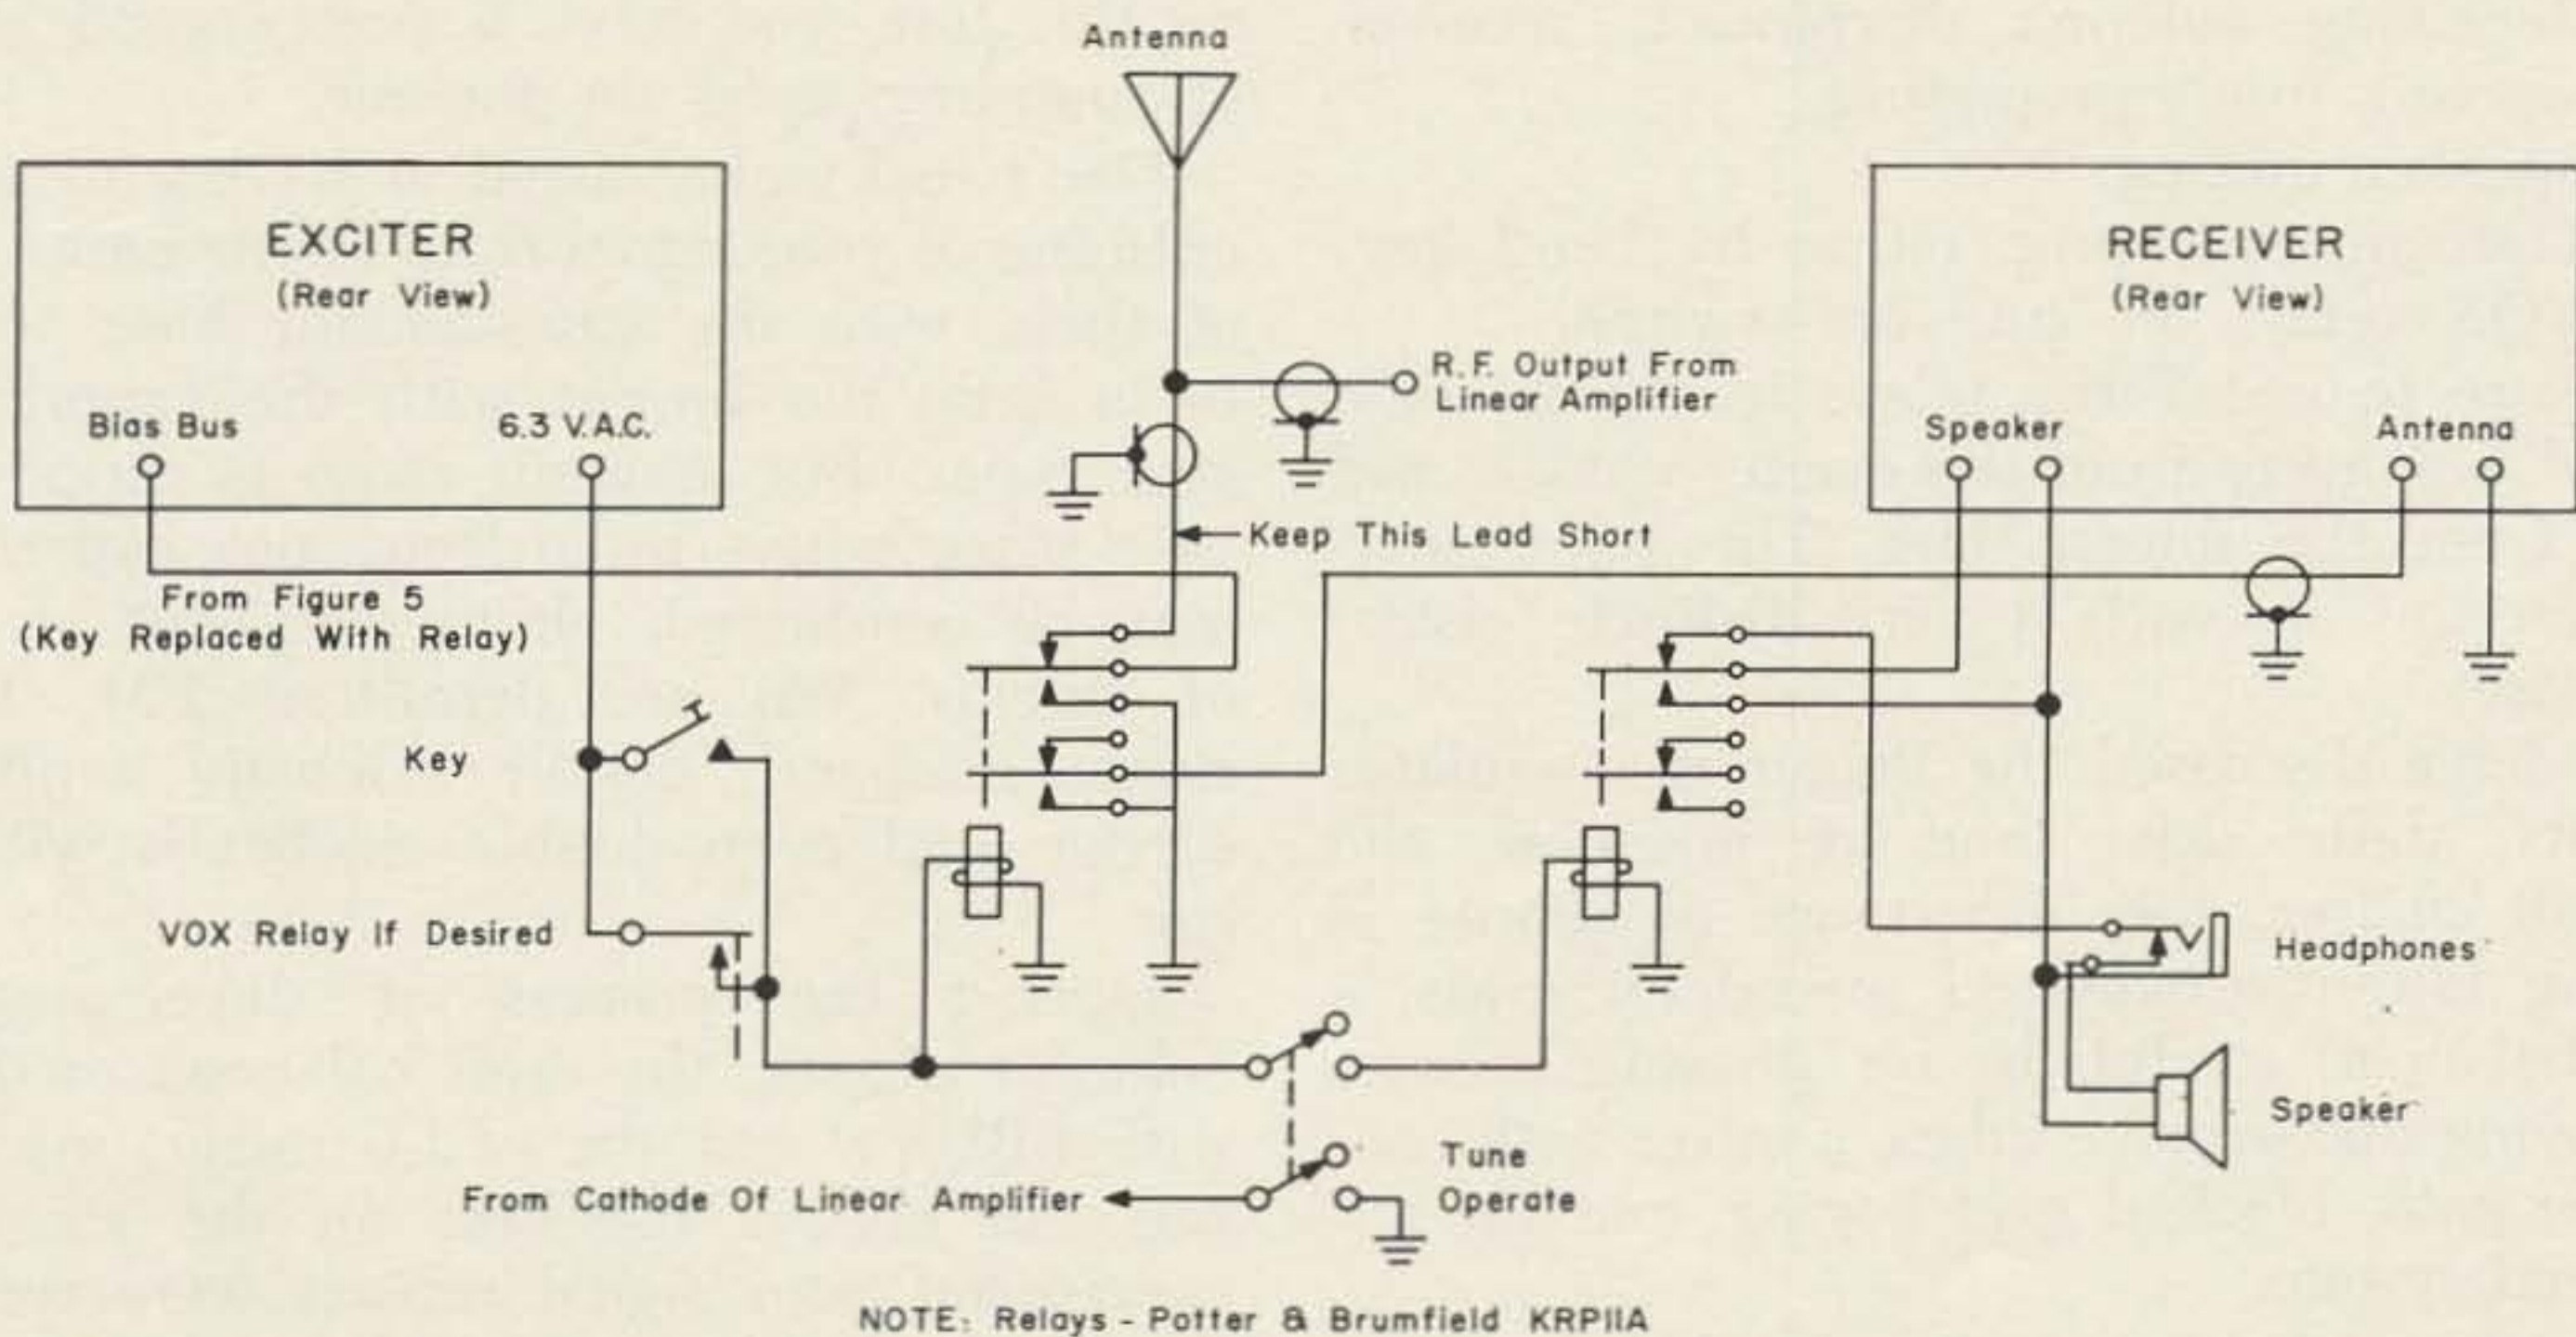 Antenna
EXCITER
(Rear View)
Bias Bus
6.3 V.A.C.
R.F. Output From
Linear Amplifier
RECEIVER
(Rear View)
Speaker
Antenna
Keep This Lead Short
From Figure 5
(Key Replaced With Relay)
Key
VOX Relay If Desired
Headphones
Speaker
Tune
Operate
From Cathode Of Linear Amplifier
NOTE: Relays - Potter & Brumfield KRP11A